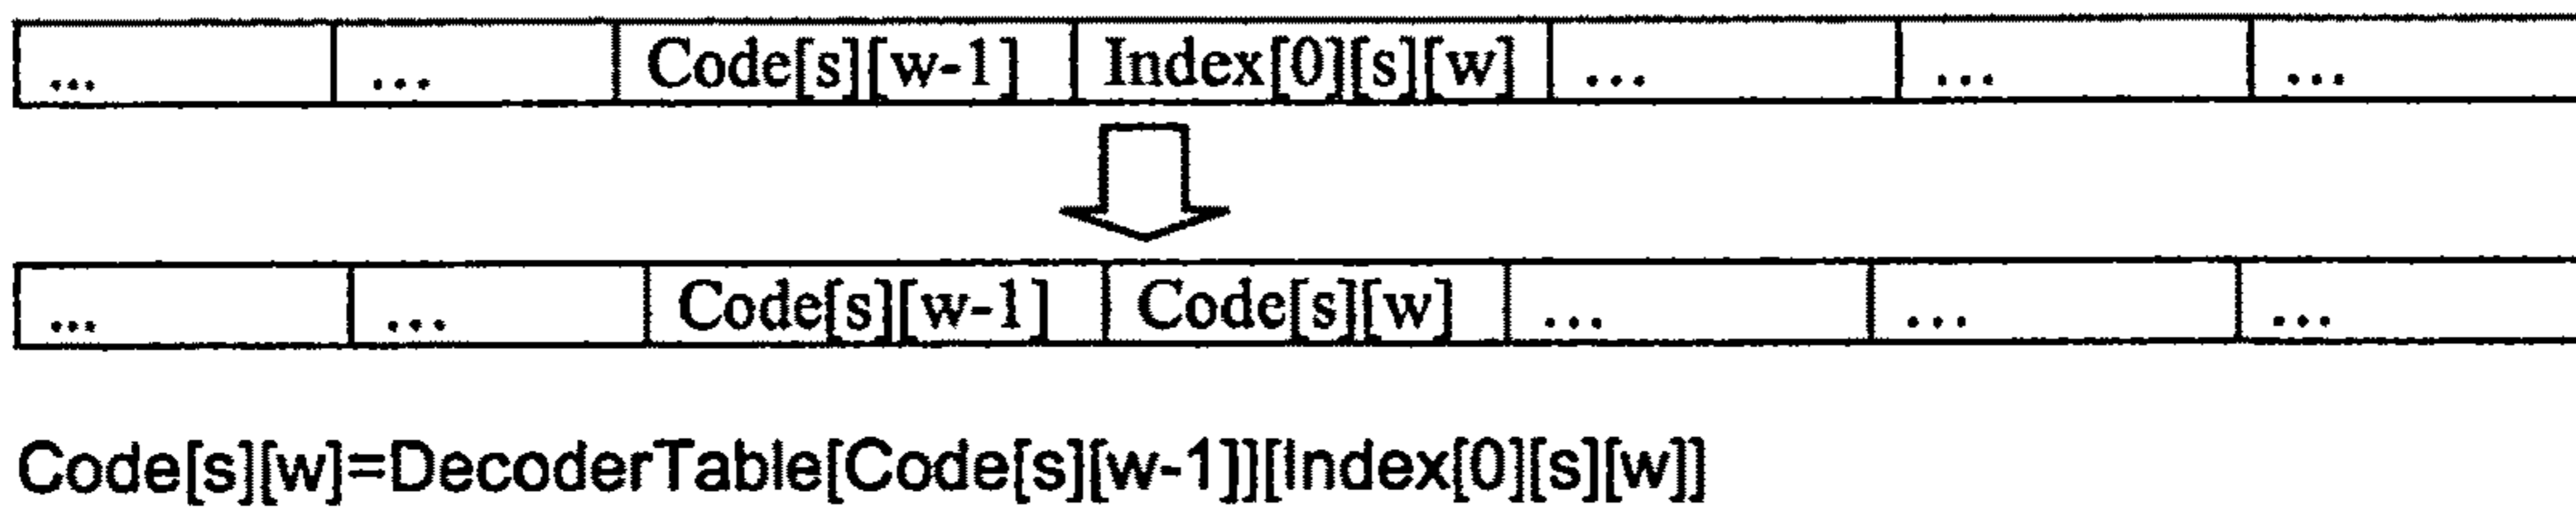 ... ... Code[s][w-1] Index[0][s][w] ... ... ...
... ... Code[s][w-1] Code[s][w] ... ... ...
Code[s][w]=DecoderTable[Code[s][w-1]][Index[0][s][w]]